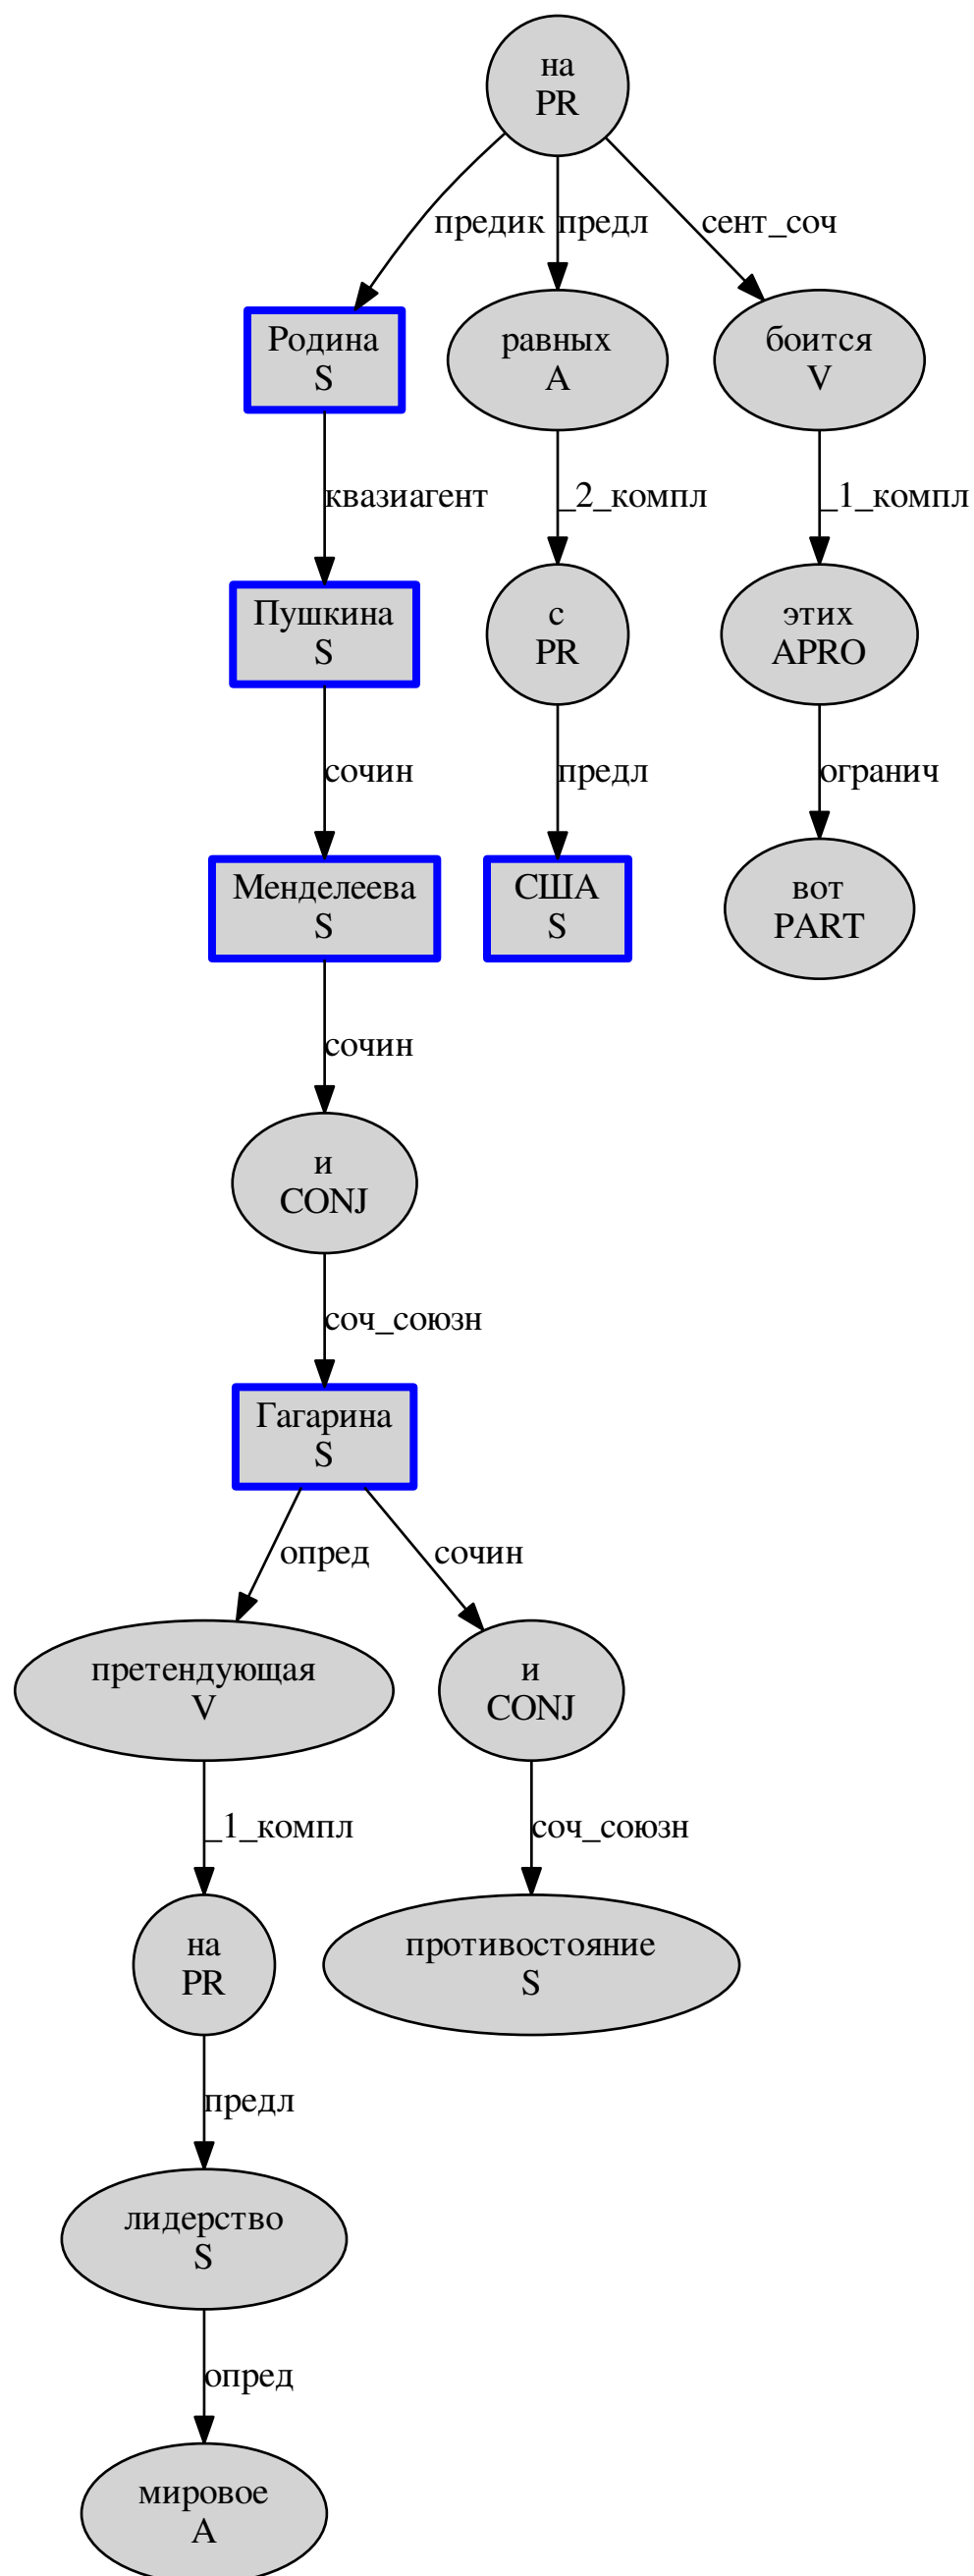 на
PR
предик
предл
сент_соч
Родина
S
равных
A
боится
V
квазиагент
_2_компл
_1_компл
Пушкина
S
с
PR
этих
APRO
сочин
предл
огранич
Менделеева
S
США
S
вот
PART
сочин
и
CONJ
соч_союзн
Гагарина
S
опред
сочин
претендующая
V
и
CONJ
_1_компл
соч_союзн
на
PR
противостояние
S
предл
лидерство
S
опред
мировое
A